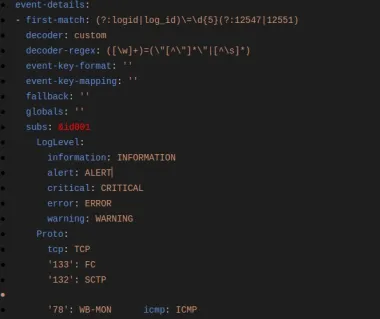 event-details:
- first-match: (?:logid|log_id)\=\d{5}(?:12547|12551)
decoder: custom
decoder-regex: ([\w]+)=(\"[^\"]*\"|[^\s]*)
event-key-format: ''
event-key-mapping: ''
fallback: ''
globals: ''
subs: &id001
LogLevel:
information: INFORMATION
alert: ALERT
critical: CRITICAL
error: ERROR
warning: WARNING
Proto:
tcp: TCP
'133': FC
'132': SCTP
'78': WB-MON icmp: ICMP